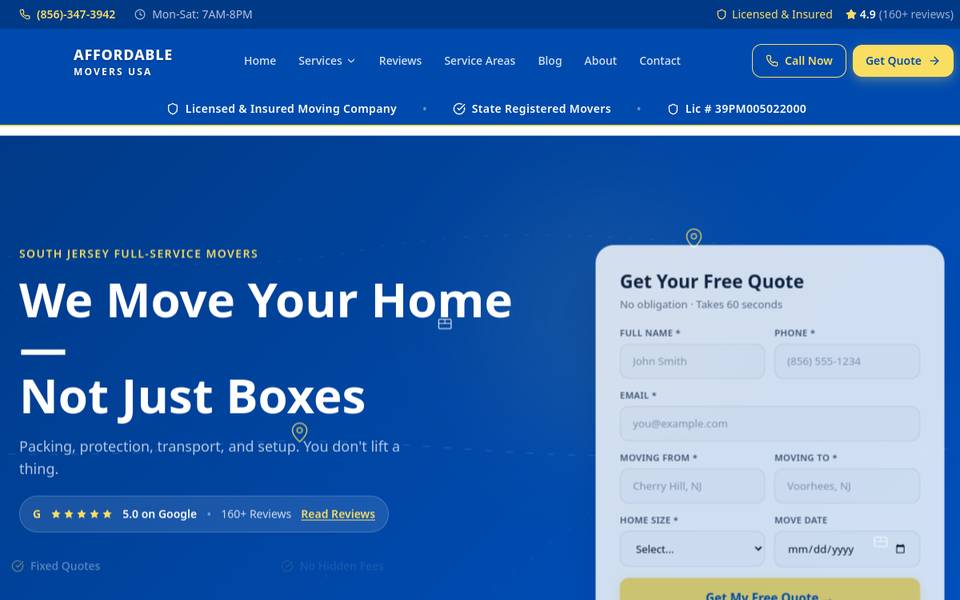 (856)-347-3942
Mon-Sat: 7AM-8PM
Licensed & Insured
4.9 (160+ reviews)
AFFORDABLE
MOVERS USA
Home
Services
Reviews
Service Areas
Blog
About
Contact
Call Now
Get Quote →
Licensed & Insured Moving Company
•
State Registered Movers
•
Lic # 39PM005022000
SOUTH JERSEY FULL-SERVICE MOVERS
We Move Your Home
—
Not Just Boxes
Packing, protection, transport, and setup. You don't lift a
thing.
G ★★★★★ 5.0 on Google • 160+ Reviews Read Reviews
Fixed Quotes
No Hidden Fees
Get Your Free Quote
No obligation · Takes 60 seconds
FULL NAME *
PHONE *
John Smith
(856) 555-1234
EMAIL *
you@example.com
MOVING FROM *
MOVING TO *
Cherry Hill, NJ
Voorhees, NJ
HOME SIZE *
MOVE DATE
Select...
mm/dd/yyyy
Get My Free Quote →